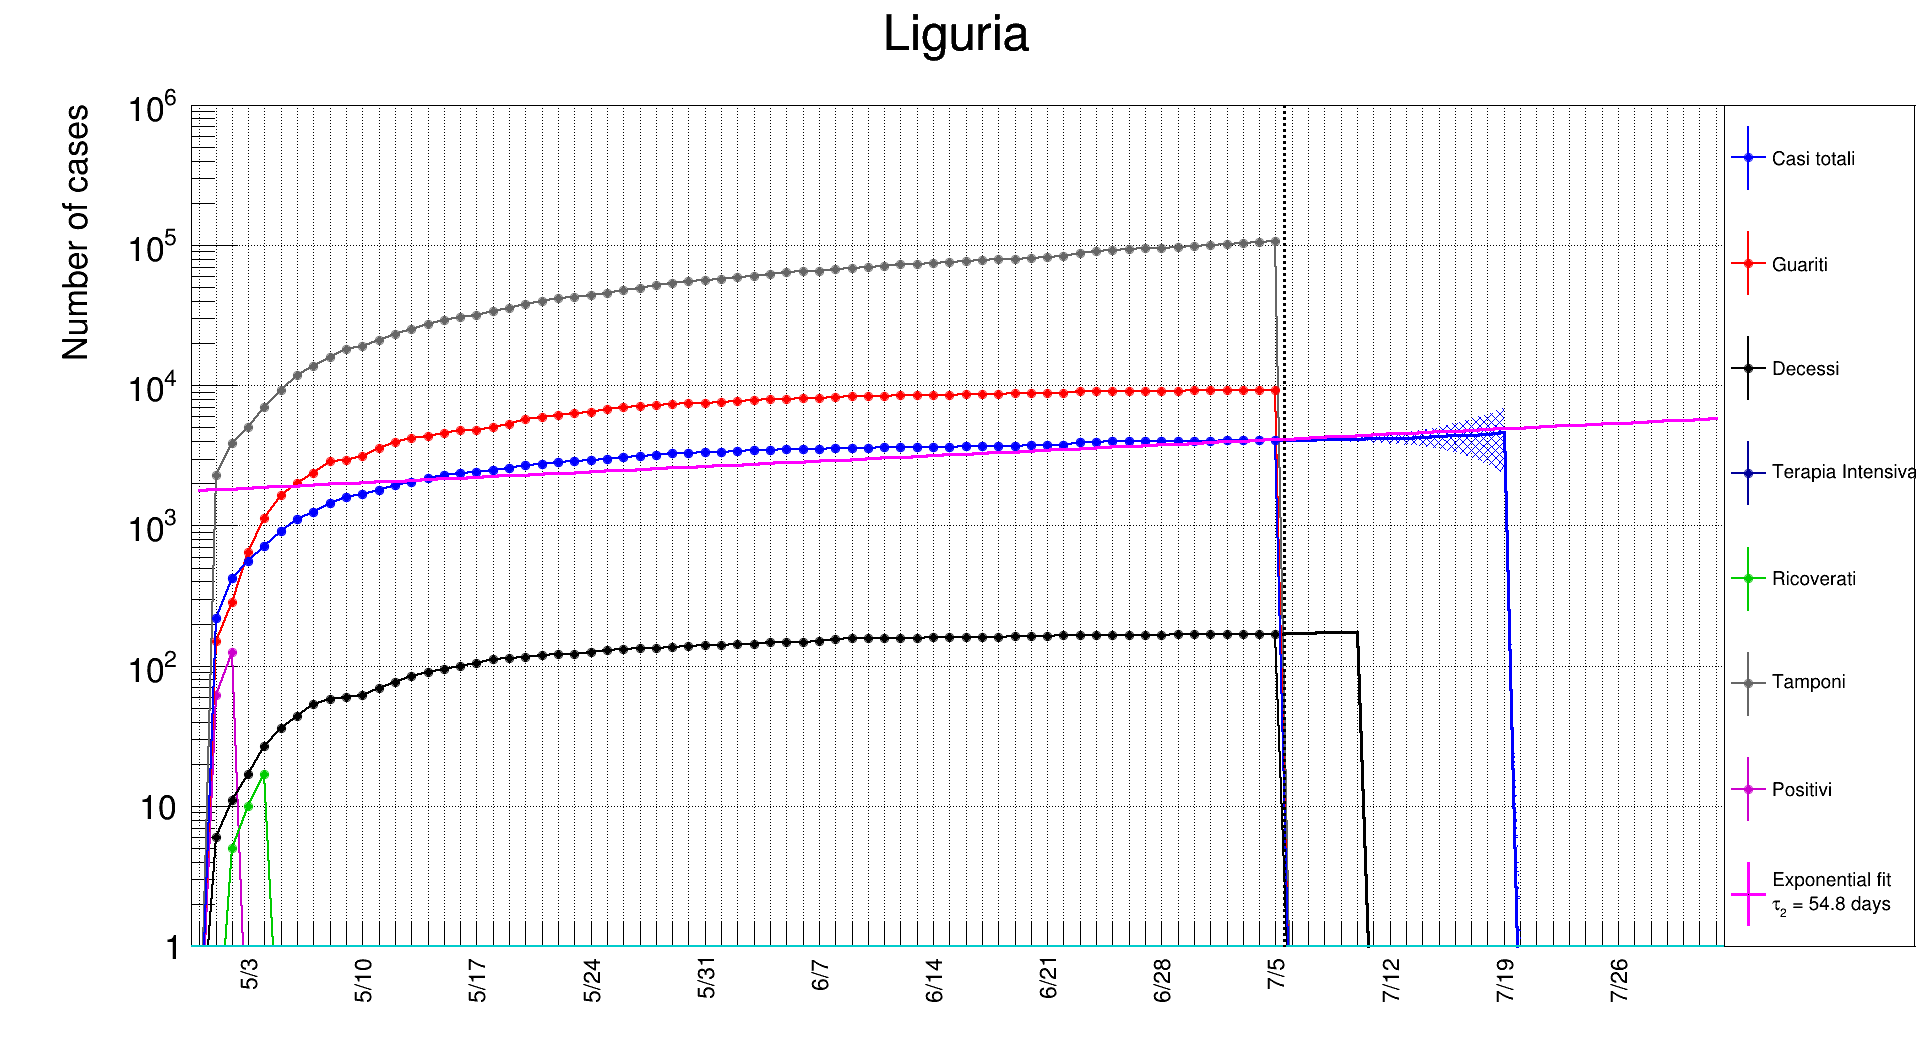 Liguria
Number of cases
10^6
10^5
10^4
10^3
10^2
10
1
5/3
5/10
5/17
5/24
5/31
6/7
6/14
6/21
6/28
7/5
7/12
7/19
7/26
Casi totali
Guariti
Decessi
Terapia Intensiva
Ricoverati
Tamponi
Positivi
Exponential fit
τ_2 = 54.8 days